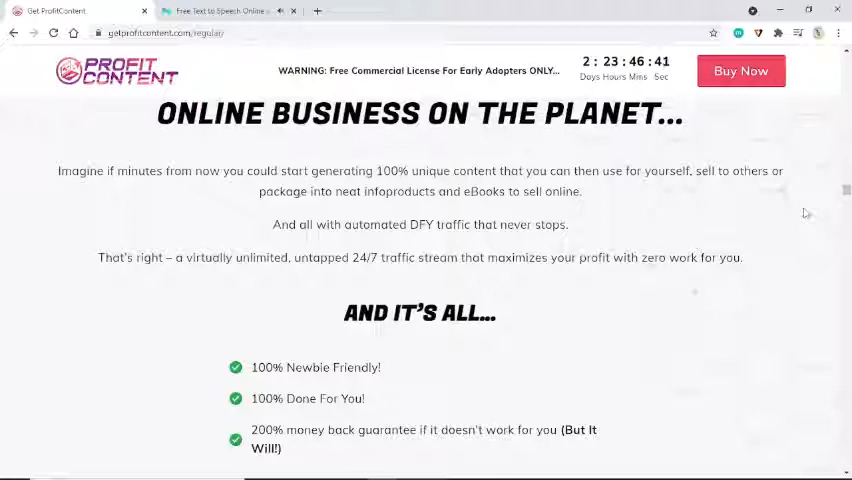 Get ProfitContent
Free Text to Speech Online
getprofitcontent.com/regular/
PROFIT CONTENT
WARNING: Free Commercial License For Early Adopters ONLY...
2 : 23 : 46 : 41
Days Hours Mins Sec
Buy Now
ONLINE BUSINESS ON THE PLANET...
Imagine if minutes from now you could start generating 100% unique content that you can then use for yourself, sell to others or
package into neat infoproducts and eBooks to sell online.
And all with automated DFY traffic that never stops.
That's right – a virtually unlimited, untapped 24/7 traffic stream that maximizes your profit with zero work for you.
AND IT'S ALL...
100% Newbie Friendly!
100% Done For You!
200% money back guarantee if it doesn't work for you (But It
Will!)